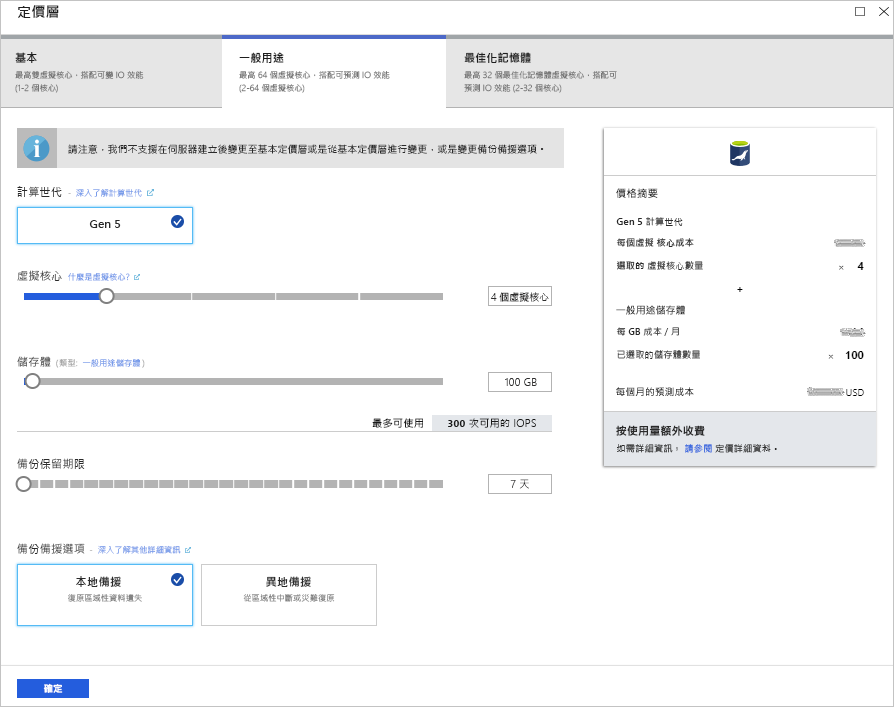 定價層
基本
最高雙虛擬核心，搭配可變 IO 效能
(1-2 個核心)
一般用途
最高 64 個虛擬核心，搭配可預測 IO 效能
(2-64 個虛擬核心)
最佳化記憶體
最高 32 個最佳化記憶體虛擬核心，搭配可
預測 IO 效能 (2-32 個核心)
請注意，我們不支援在伺服器建立後變更至基本定價層或是從基本定價層進行變更，或是變更備份備援選項。
計算世代 - 深入了解計算世代
Gen 5
虛擬核心 什麼是虛擬核心?
4 個虛擬核心
儲存體 (類型: 一般用途儲存體)
100 GB
最多可使用 300 次可用的 IOPS
備份保留期限
7 天
備份備援選項 - 深入了解其他詳細資訊
本地備援
復原區域性資料遺失
異地備援
從區域性中斷或災難復原
確定
價格摘要
Gen 5 計算世代
每個虛擬 核心成本
選取的 虛擬核心數量 × 4
+
一般用途儲存體
每 GB 成本 / 月
已選取的儲存體數量 × 100
每個月的預測成本 USD
按使用量額外收費
如需詳細資訊， 請參閱 定價詳細資料。